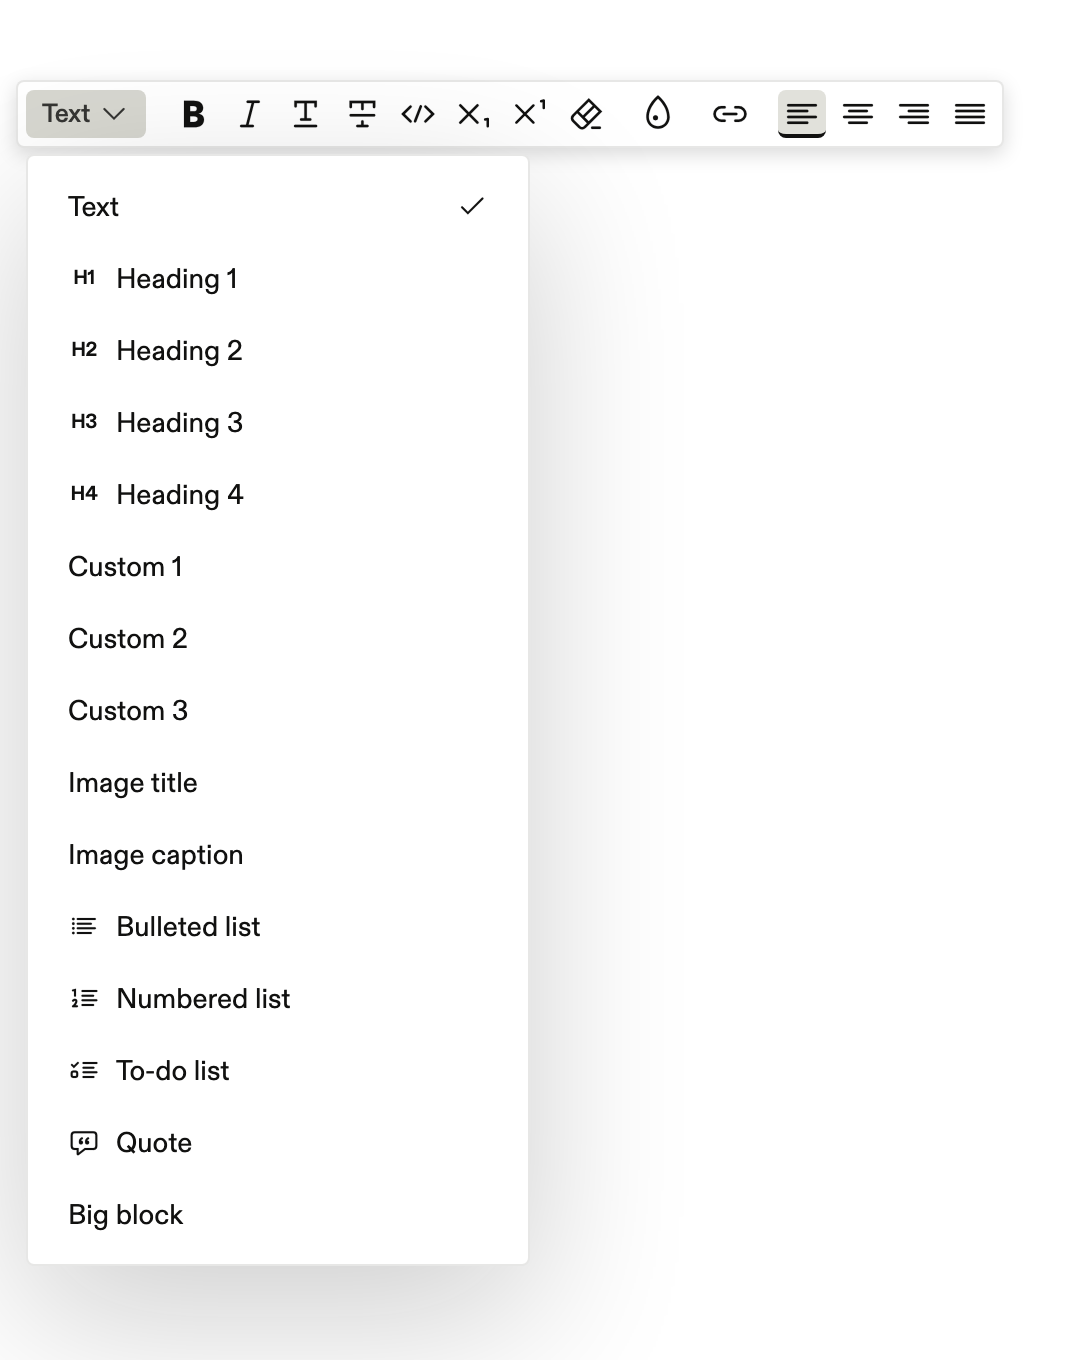 Text
Text
H1 Heading 1
H2 Heading 2
H3 Heading 3
H4 Heading 4
Custom 1
Custom 2
Custom 3
Image title
Image caption
Bulleted list
Numbered list
To-do list
Quote
Big block